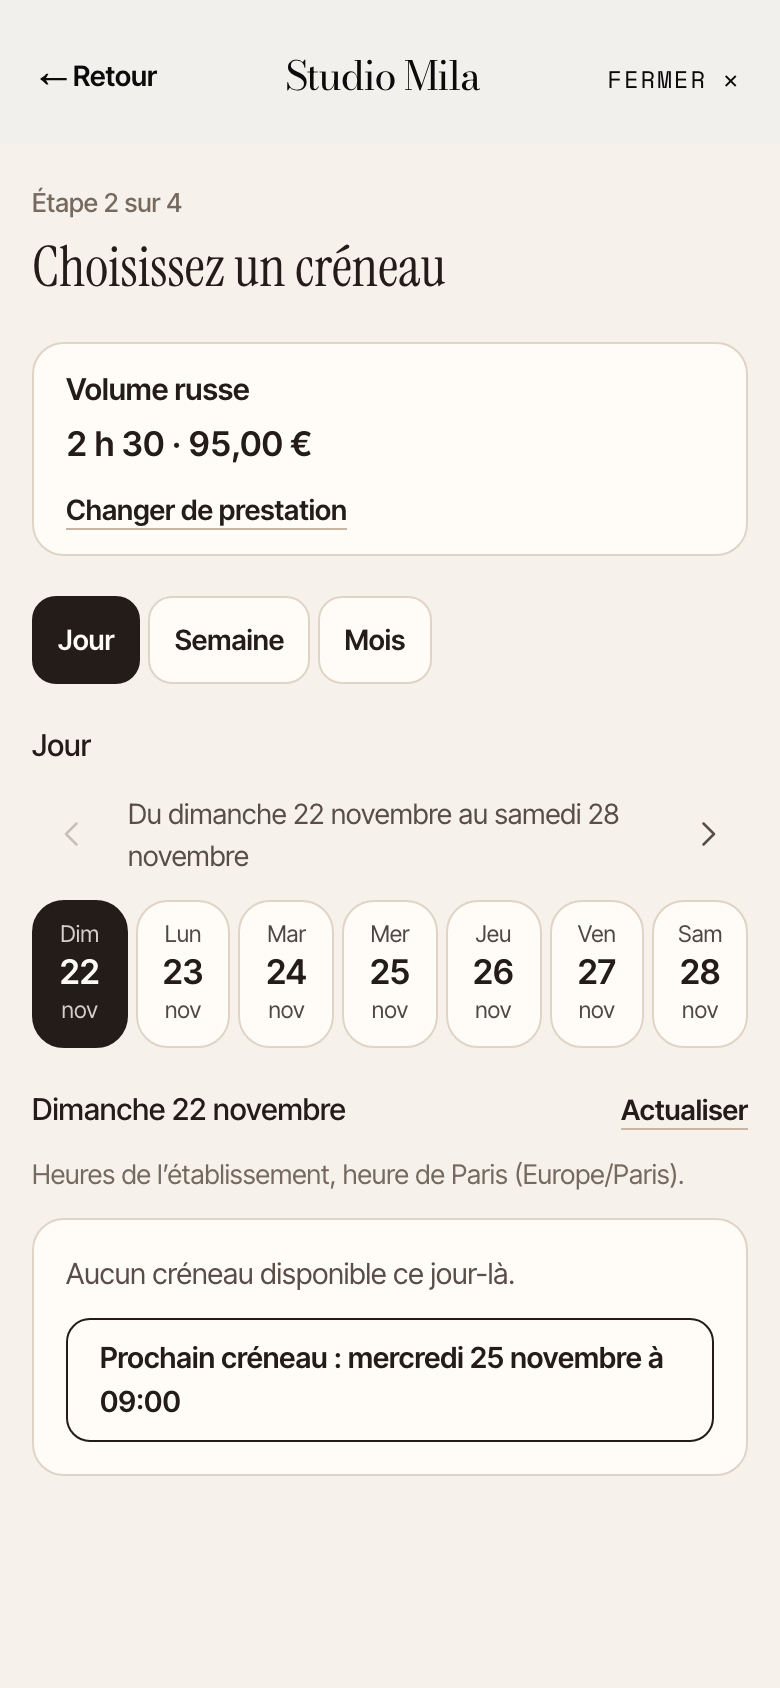 ← Retour
Studio Mila
FERMER ×
Étape 2 sur 4
Choisissez un créneau
Volume russe
2 h 30 · 95,00 €
Changer de prestation
Jour
Semaine
Mois
Jour
Du dimanche 22 novembre au samedi 28
novembre
Dim
22
nov
Lun
23
nov
Mar
24
nov
Mer
25
nov
Jeu
26
nov
Ven
27
nov
Sam
28
nov
Dimanche 22 novembre
Actualiser
Heures de l’établissement, heure de Paris (Europe/Paris).
Aucun créneau disponible ce jour-là.
Prochain créneau : mercredi 25 novembre à
09:00